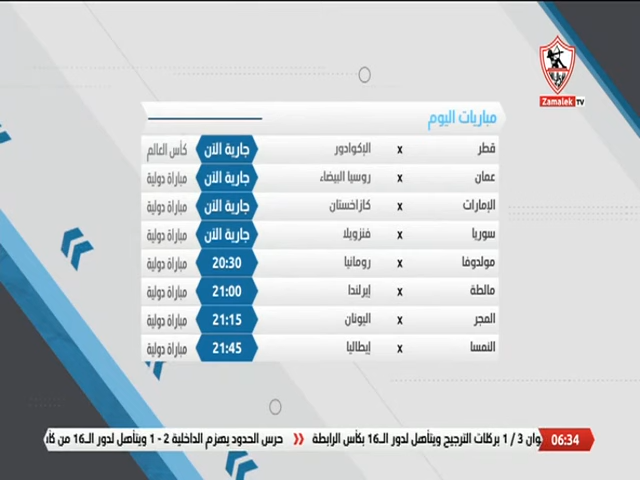 Zamalek TV
مباريات اليوم
قطر x الإكوادور جارية الآن كأس العالم
عمان x روسيا البيضاء جارية الآن مباراة دولية
الإمارات x كازاخستان جارية الآن مباراة دولية
سوريا x فنزويلا جارية الآن مباراة دولية
مولدوفا x رومانيا 20:30 مباراة دولية
مالطة x إيرلندا 21:00 مباراة دولية
المجر x اليونان 21:15 مباراة دولية
النمسا x إيطاليا 21:45 مباراة دولية
06:34 وان 3 / 1 بركلات الترجيح ويتأهل لدور الـ16 بكأس الرابطة حرس الحدود يهزم الداخلية 2 - 1 ويتأهل لدور الـ16 من كأس